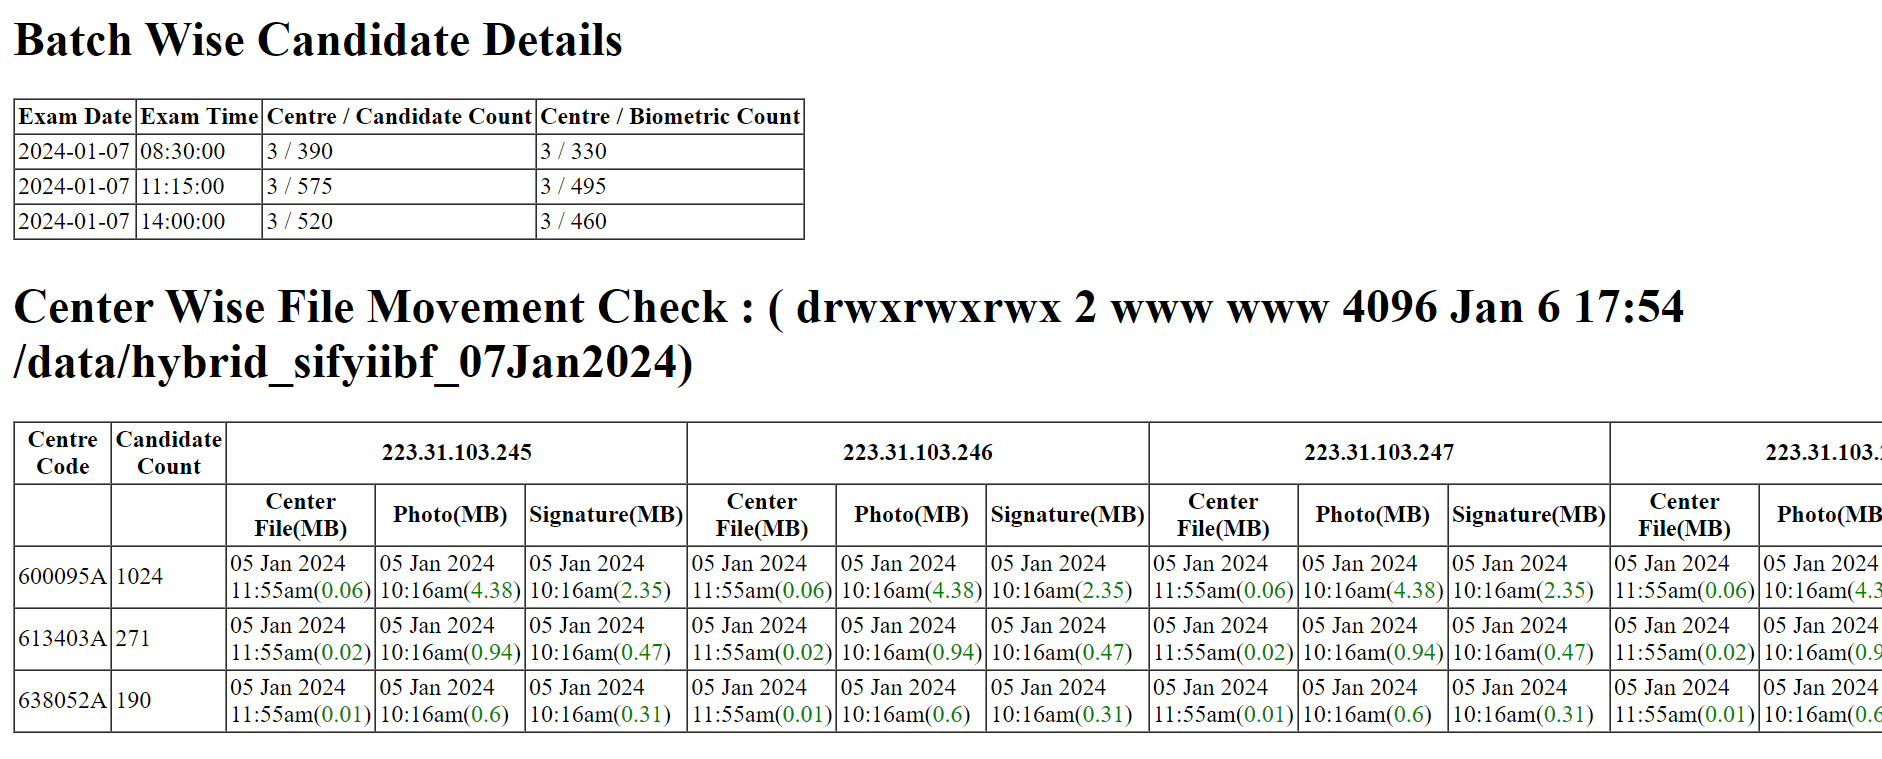 Batch Wise Candidate Details
Exam Date Exam Time Centre / Candidate Count Centre / Biometric Count
2024-01-07 08:30:00 3 / 390 3 / 330
2024-01-07 11:15:00 3 / 575 3 / 495
2024-01-07 14:00:00 3 / 520 3 / 460
Center Wise File Movement Check : ( drwxrwxrwx 2 www www 4096 Jan 6 17:54
/data/hybrid_sifyiibf_07Jan2024)
Centre Candidate
Code Count 223.31.103.245 223.31.103.246 223.31.103.247 223.31.103.
Center Center Center Center
File(MB) Photo(MB) Signature(MB) File(MB) Photo(MB) Signature(MB) File(MB) Photo(MB) Signature(MB) File(MB) Photo(MB
05 Jan 2024 05 Jan 2024 05 Jan 2024 05 Jan 2024 05 Jan 2024 05 Jan 2024 05 Jan 2024 05 Jan 2024 05 Jan 2024 05 Jan 2024 05 Jan 2024
600095A 1024 11:55am(0.06) 10:16am(4.38) 10:16am(2.35) 11:55am(0.06) 10:16am(4.38) 10:16am(2.35) 11:55am(0.06) 10:16am(4.38) 10:16am(2.35) 11:55am(0.06) 10:16am(4.3
05 Jan 2024 05 Jan 2024 05 Jan 2024 05 Jan 2024 05 Jan 2024 05 Jan 2024 05 Jan 2024 05 Jan 2024 05 Jan 2024 05 Jan 2024 05 Jan 2024
613403A 271 11:55am(0.02) 10:16am(0.94) 10:16am(0.47) 11:55am(0.02) 10:16am(0.94) 10:16am(0.47) 11:55am(0.02) 10:16am(0.94) 10:16am(0.47) 11:55am(0.02) 10:16am(0.9
05 Jan 2024 05 Jan 2024 05 Jan 2024 05 Jan 2024 05 Jan 2024 05 Jan 2024 05 Jan 2024 05 Jan 2024 05 Jan 2024 05 Jan 2024 05 Jan 2024
638052A 190 11:55am(0.01) 10:16am(0.6) 10:16am(0.31) 11:55am(0.01) 10:16am(0.6) 10:16am(0.31) 11:55am(0.01) 10:16am(0.6) 10:16am(0.31) 11:55am(0.01) 10:16am(0.6